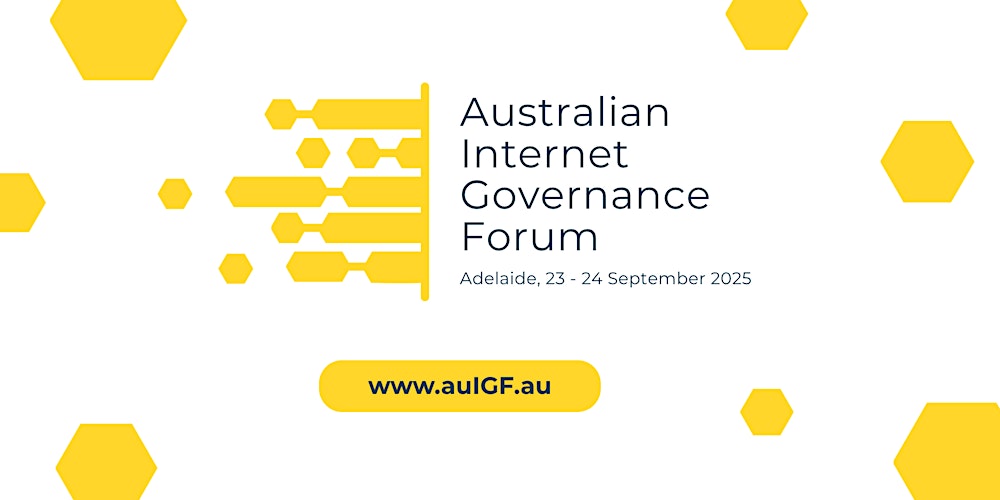 Australian
Internet
Governance
Forum
Adelaide, 23 - 24 September 2025
www.auIGF.au